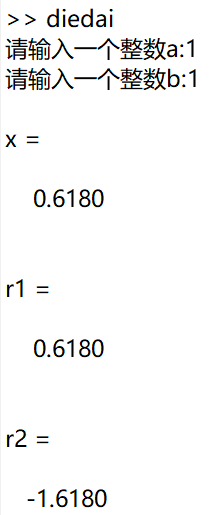 >> diedai
请输入一个整数a:1
请输入一个整数b:1
x =
0.6180
r1 =
0.6180
r2 =
-1.6180